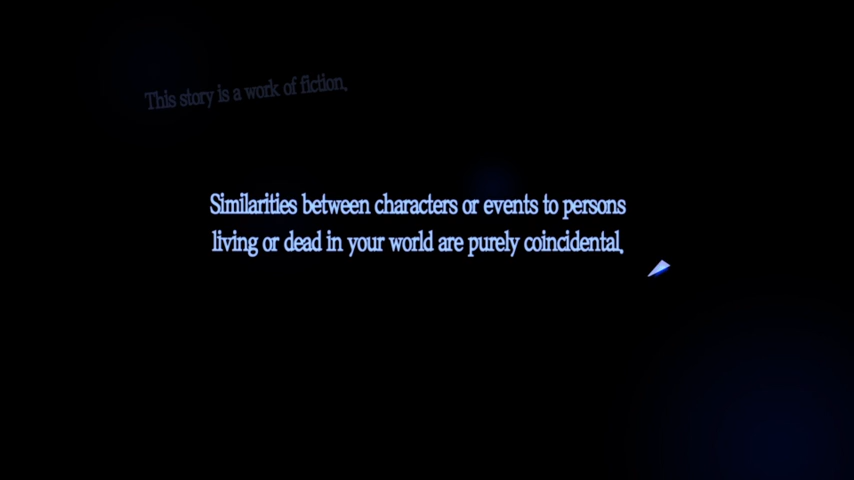 This story is a work of fiction.
Similarities between characters or events to persons
living or dead in your world are purely coincidental.